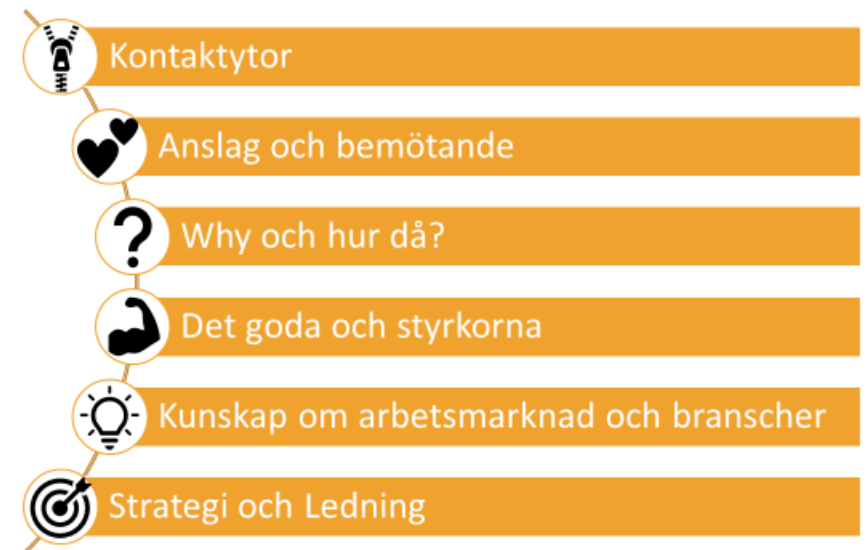 Kontaktytor
Anslag och bemötande
Why och hur då?
Det goda och styrkorna
Kunskap om arbetsmarknad och branscher
Strategi och Ledning